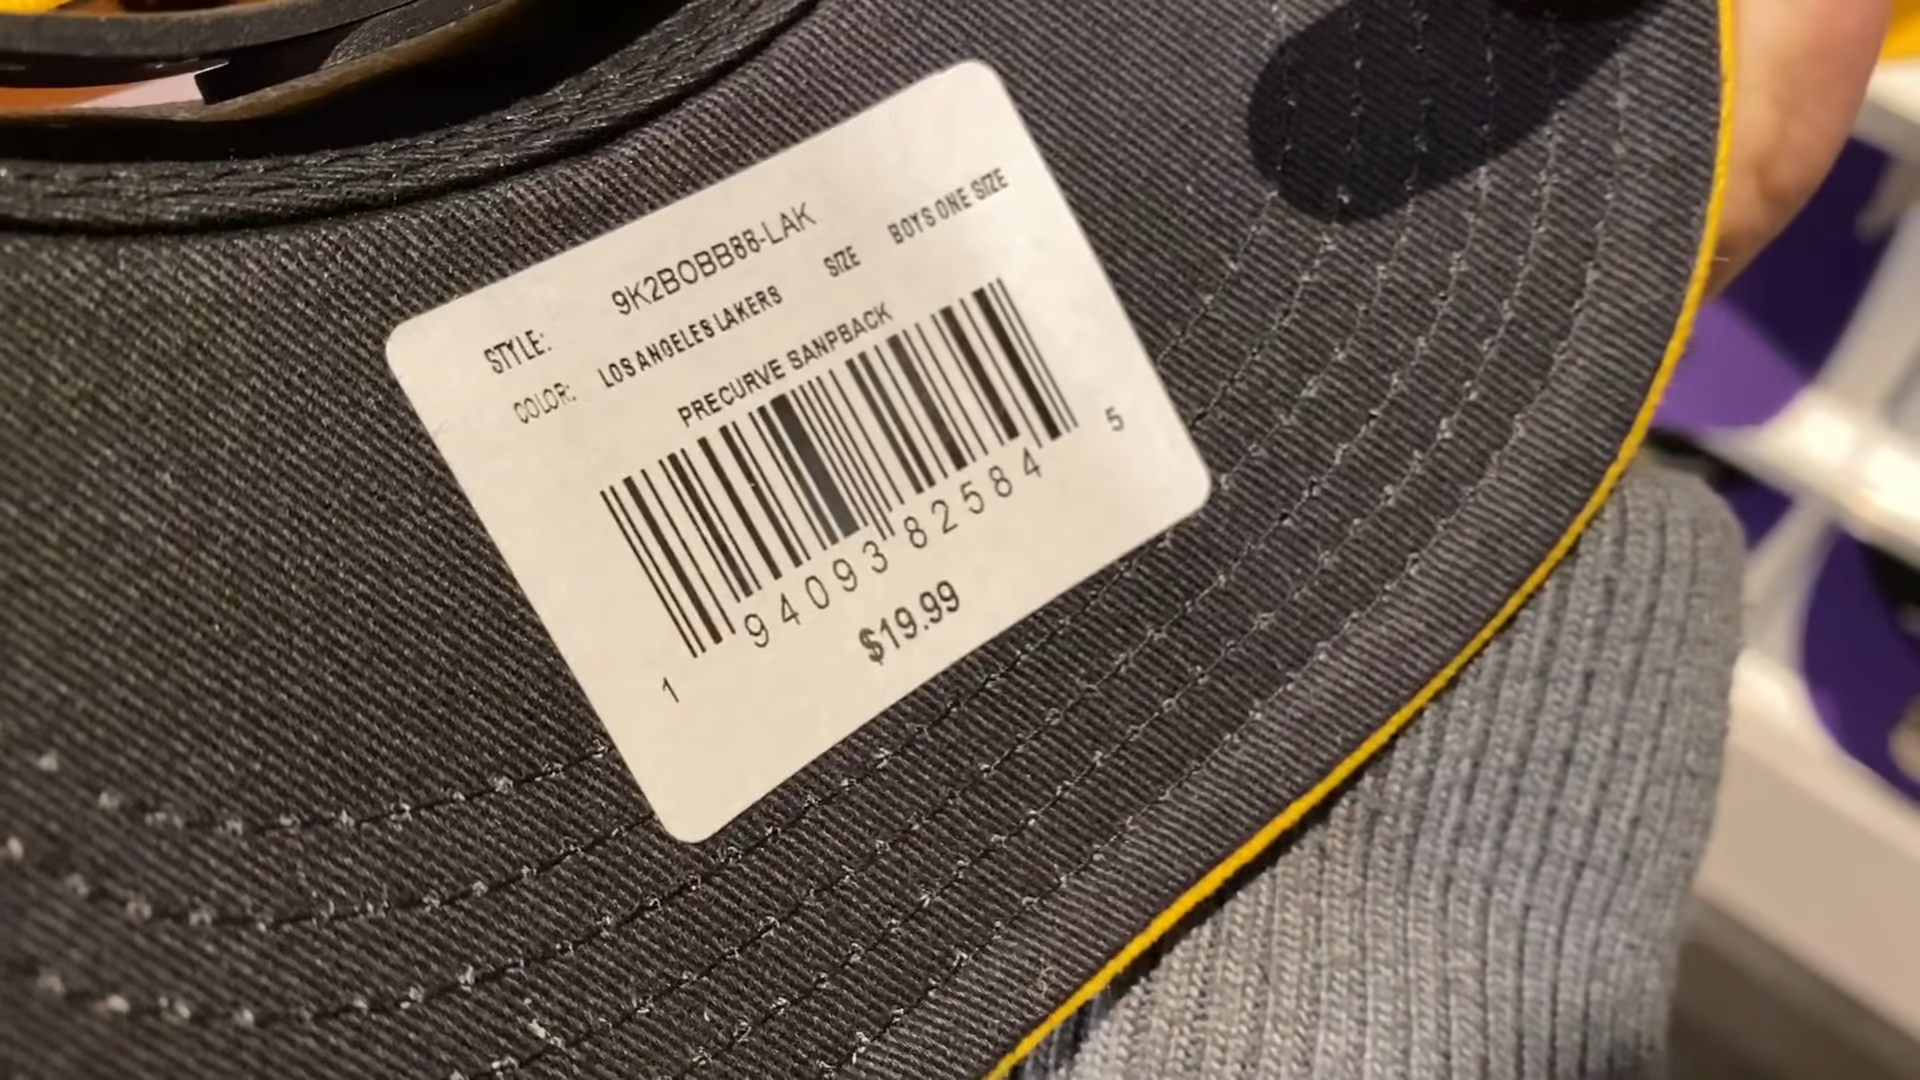 STYLE: 9K2BOBB88-LAK
COLOR: LOS ANGELES LAKERS SIZE BOYS ONE SIZE
PRECURVE SANPBACK
1 94093 82584 5
$19.99